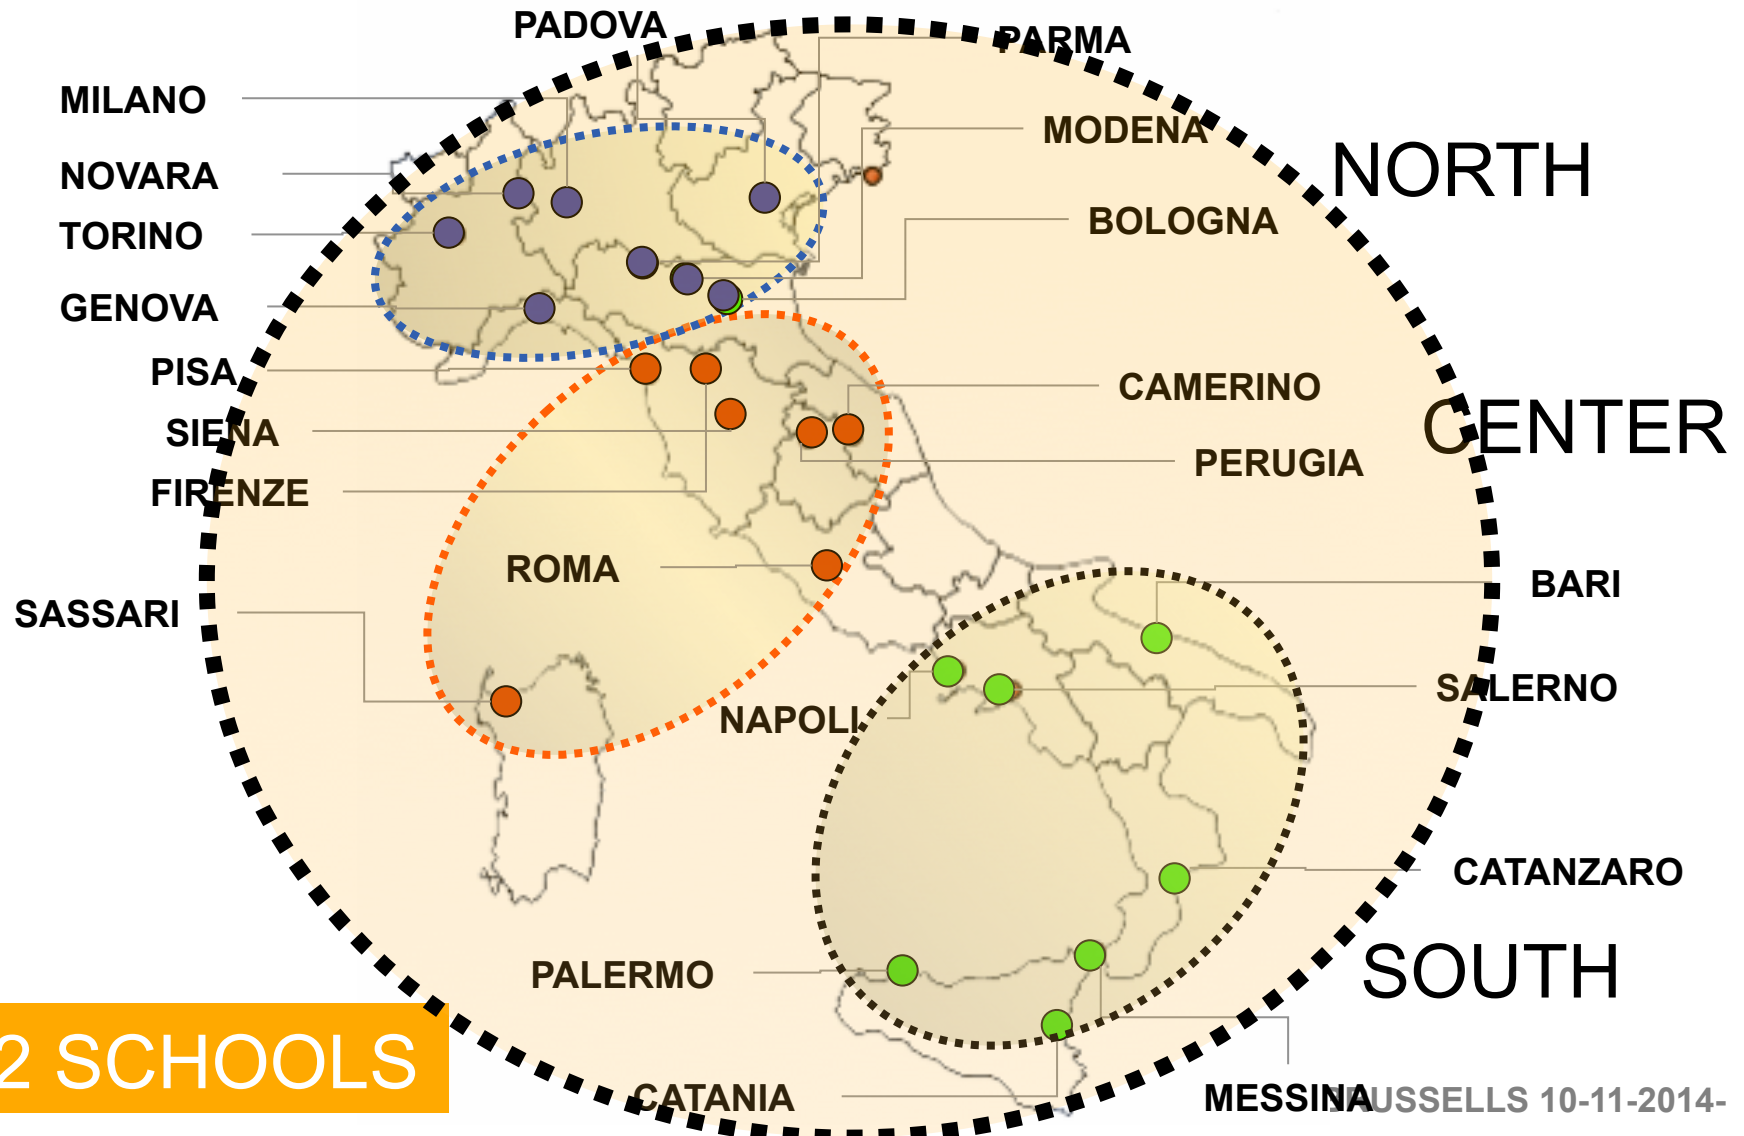 PADOVA
PARMA
MILANO
MODENA
NORTH
NOVARA
BOLOGNA
TORINO
GENOVA
PISA
CAMERINO
CENTER
SIENA
PERUGIA
FIRENZE
ROMA
BARI
SASSARI
SALERNO
NAPOLI
CATANZARO
SOUTH
PALERMO
2 SCHOOLS
CATANIA
MESSINA
BRUSSELLS 10-11-2014-